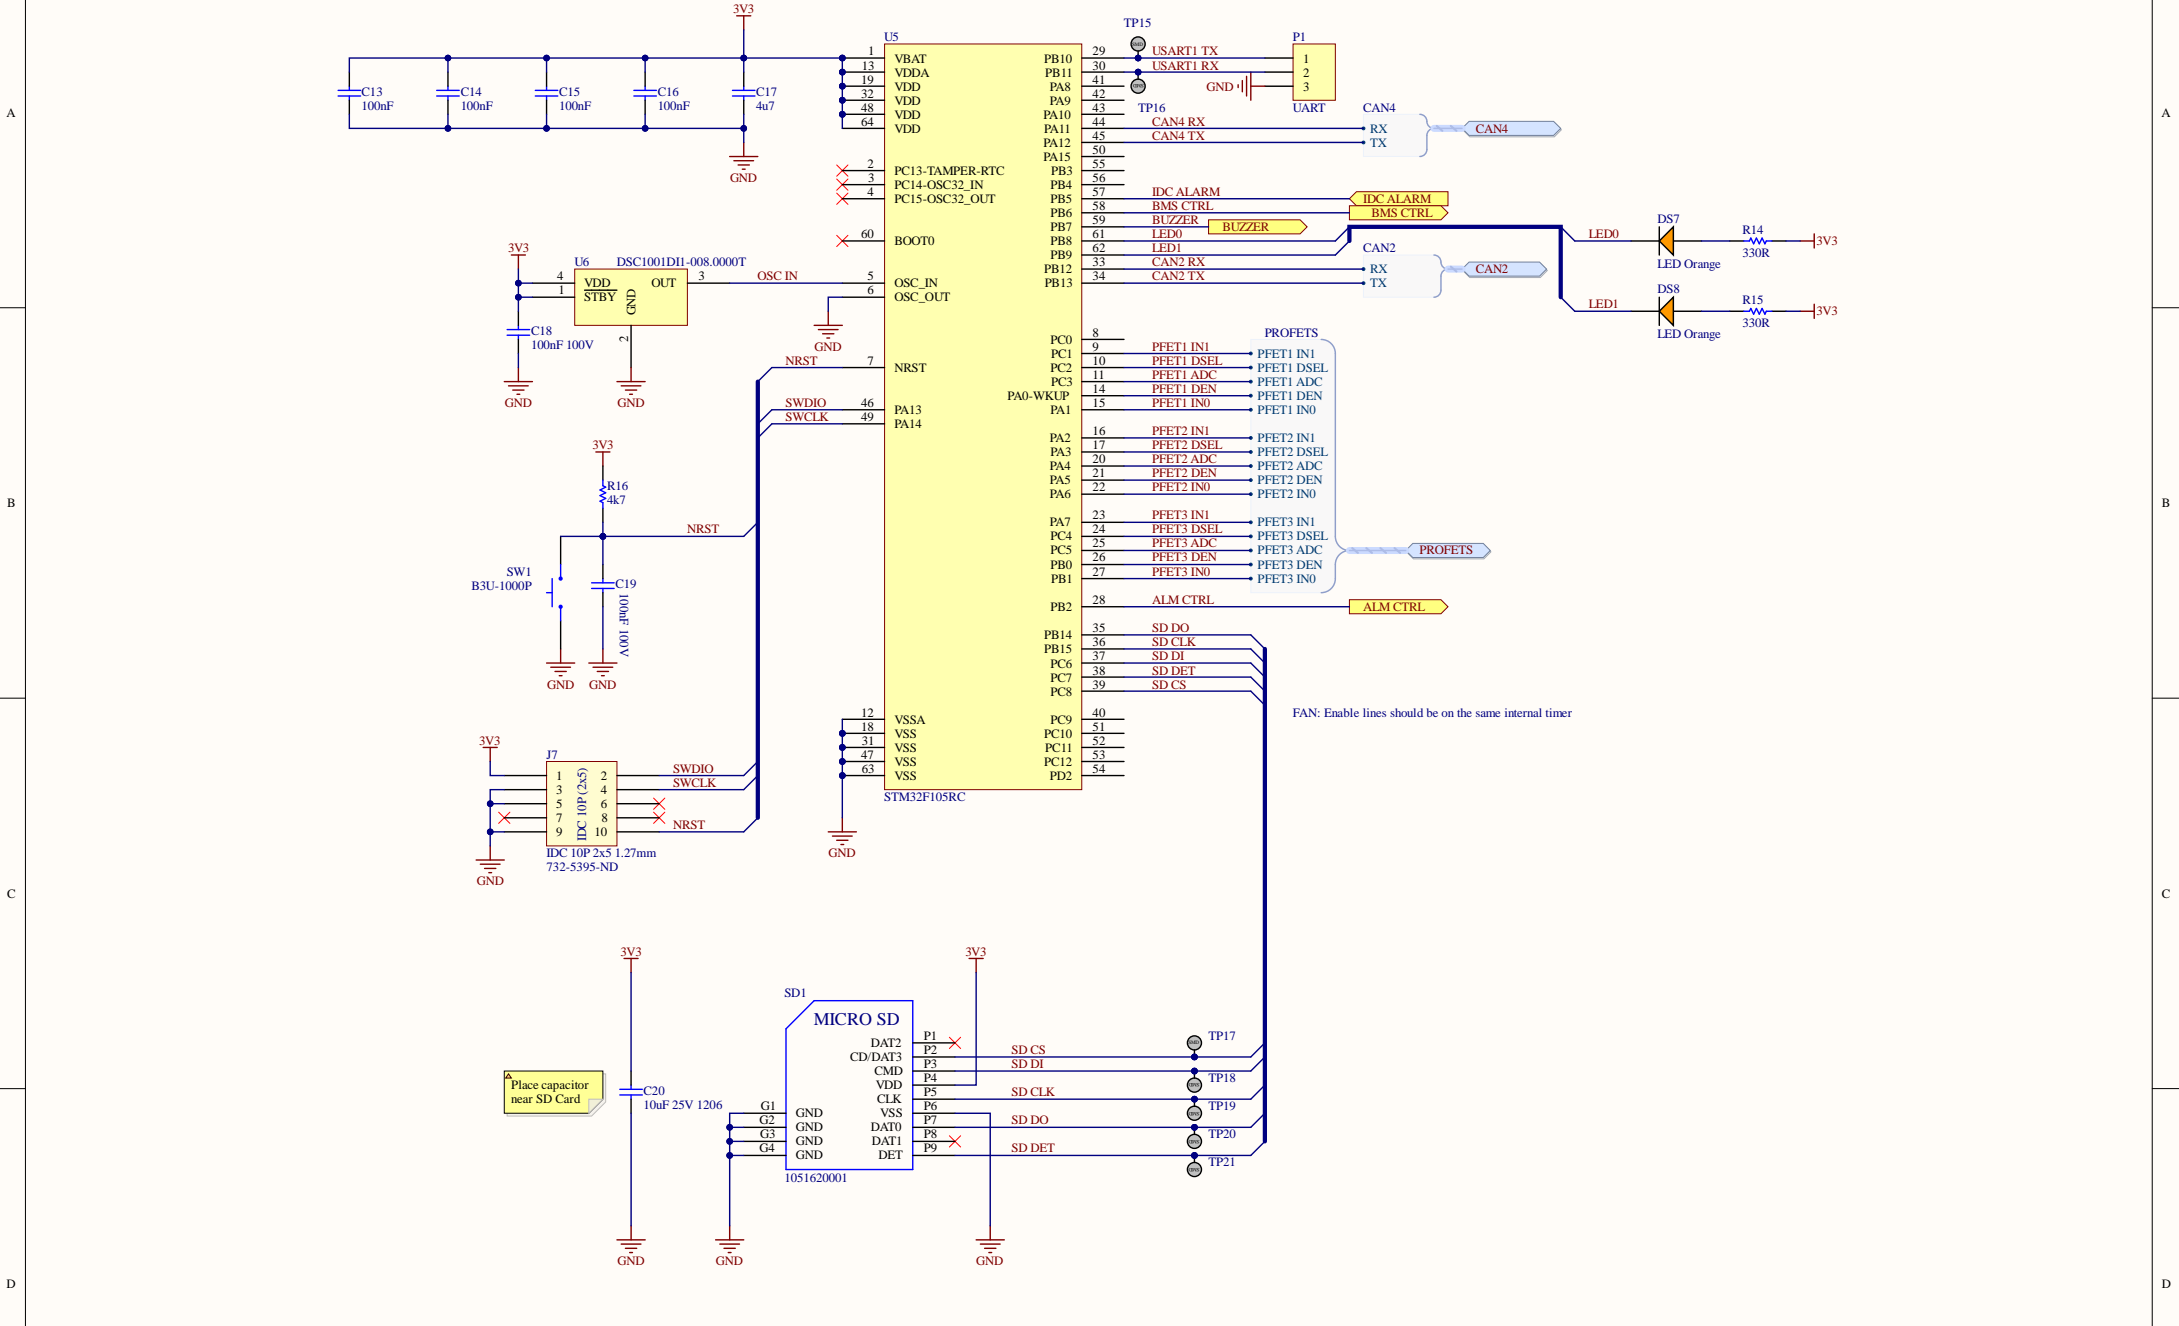 3V3
C13
100nF
C14
100nF
C15
100nF
C16
100nF
C17
4u7
GND
U5
1 VBAT
13 VDDA
19 VDD
32 VDD
48 VDD
64 VDD
2 PC13-TAMPER-RTC
3 PC14-OSC32_IN
4 PC15-OSC32_OUT
60 BOOT0
5 OSC_IN
6 OSC_OUT
7 NRST
46 PA13
49 PA14
12 VSSA
18 VSS
31 VSS
47 VSS
63 VSS
GND
STM32F105RC
PB10 29 USART1 TX
PB11 30 USART1 RX
PA8 41
PA9 42
PA10 43
PA11 44 CAN4 RX
PA12 45 CAN4 TX
PA15 50
PB3 55
PB4 56
PB5 57 IDC ALARM
PB6 58 BMS CTRL
PB7 59 BUZZER
PB8 61 LED0
PB9 62 LED1
PB12 33 CAN2 RX
PB13 34 CAN2 TX
PC0 8
PC1 9 PFET1 IN1
PC2 10 PFET1 DSEL
PC3 11 PFET1 ADC
PA0-WKUP 14 PFET1 DEN
PA1 15 PFET1 IN0
PA2 16 PFET2 IN1
PA3 17 PFET2 DSEL
PA4 20 PFET2 ADC
PA5 21 PFET2 DEN
PA6 22 PFET2 IN0
PA7 23 PFET3 IN1
PC4 24 PFET3 DSEL
PC5 25 PFET3 ADC
PB0 26 PFET3 DEN
PB1 27 PFET3 IN0
PB2 28 ALM CTRL
PB14 35 SD DO
PB15 36 SD CLK
PC6 37 SD DI
PC7 38 SD DET
PC8 39 SD CS
PC9 40
PC10 51
PC11 52
PC12 53
PD2 54
TP15
TP16
P1
1
2
3
GND
UART
CAN4
RX
TX
CAN4
IDC ALARM
BMS CTRL
BUZZER
CAN2
RX
TX
CAN2
LED0
DS7
LED Orange
R14
330R
3V3
LED1
DS8
LED Orange
R15
330R
3V3
PROFETS
PFET1 IN1
PFET1 DSEL
PFET1 ADC
PFET1 DEN
PFET1 IN0
PFET2 IN1
PFET2 DSEL
PFET2 ADC
PFET2 DEN
PFET2 IN0
PFET3 IN1
PFET3 DSEL
PFET3 ADC
PFET3 DEN
PFET3 IN0
PROFETS
ALM CTRL
FAN: Enable lines should be on the same internal timer
3V3
U6 DSC1001DI1-008.0000T
4 VDD
1 STBY
OUT 3 OSC IN
GND 2
GND
C18
100nF 100V
GND
GND
NRST
SWDIO
SWCLK
3V3
R16
4k7
NRST
SW1
B3U-1000P
C19
100nF 100V
GND
GND
3V3
J7
1 2 SWDIO
3 4 SWCLK
5 6
7 8
9 10 NRST
IDC 10P (2x5)
IDC 10P 2x5 1.27mm
732-5395-ND
GND
3V3
Place capacitor
near SD Card
C20
10uF 25V 1206
GND
3V3
SD1
MICRO SD
DAT2 P1
CD/DAT3 P2 SD CS
CMD P3 SD DI
VDD P4
CLK P5 SD CLK
VSS P6
DAT0 P7 SD DO
DAT1 P8
DET P9 SD DET
G1 GND
G2 GND
G3 GND
G4 GND
1051620001
GND
GND
TP17
TP18
TP19
TP20
TP21
A
B
C
D
A
B
C
D